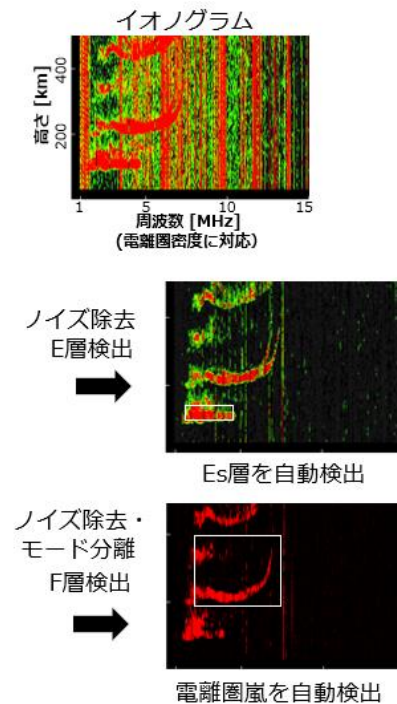 イオノグラム
高さ [km]
400
200
1
5
10
15
周波数 [MHz]
(電離圏密度に対応)
ノイズ除去
E層検出
Es層を自動検出
ノイズ除去・
モード分離
F層検出
電離圏嵐を自動検出